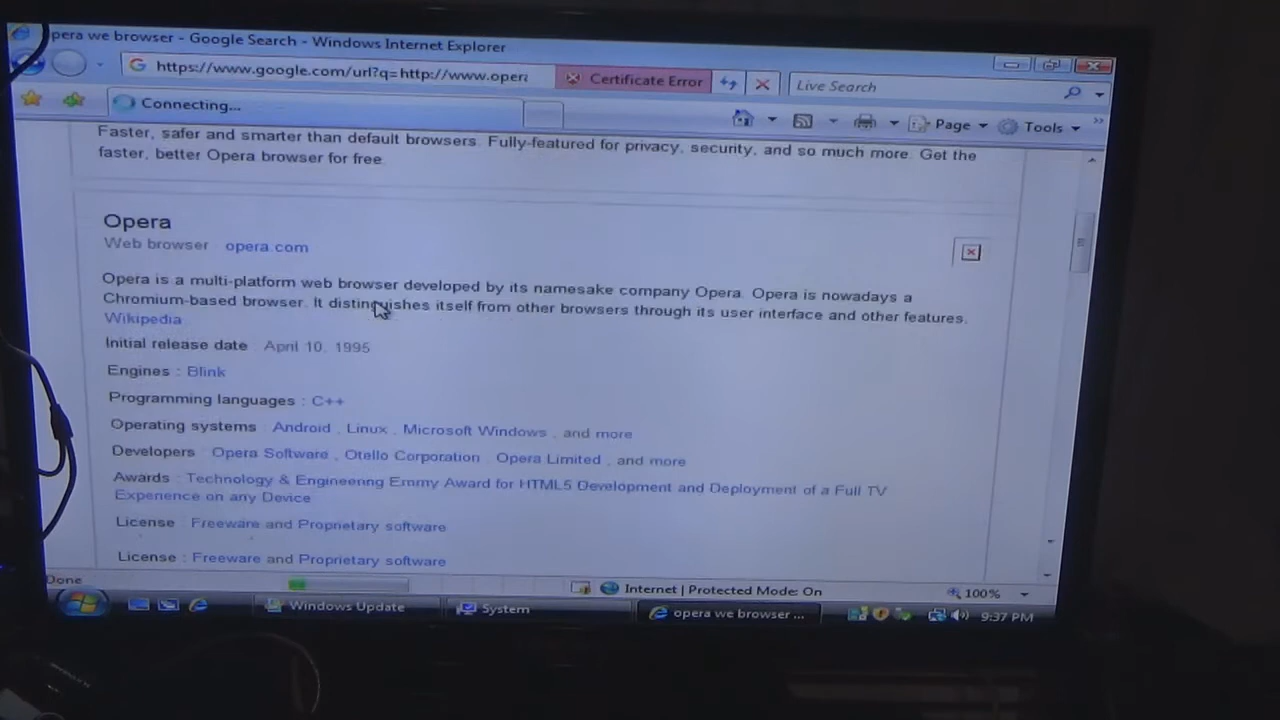 pera we browser - Google Search - Windows Internet Explorer
https://www.google.com/url?q=http://www.opera
Certificate Error
Live Search
Connecting...
Page
Tools
Faster, safer and smarter than default browsers. Fully-featured for privacy, security, and so much more. Get the
faster, better Opera browser for free
Opera
Web browser opera.com
Opera is a multi-platform web browser developed by its namesake company Opera. Opera is nowadays a
Chromium-based browser. It distinguishes itself from other browsers through its user interface and other features.
Wikipedia
Initial release date April 10, 1995
Engines : Blink
Programming languages : C++
Operating systems Android , Linux , Microsoft Windows , and more
Developers Opera Software , Otello Corporation Opera Limited , and more
Awards : Technology & Engineering Emmy Award for HTML5 Development and Deployment of a Full TV
Experience on any Device
License Freeware and Proprietary software
License : Freeware and Proprietary software
Done
Internet | Protected Mode: On
100%
Windows Update
System
opera we browser ...
9:37 PM